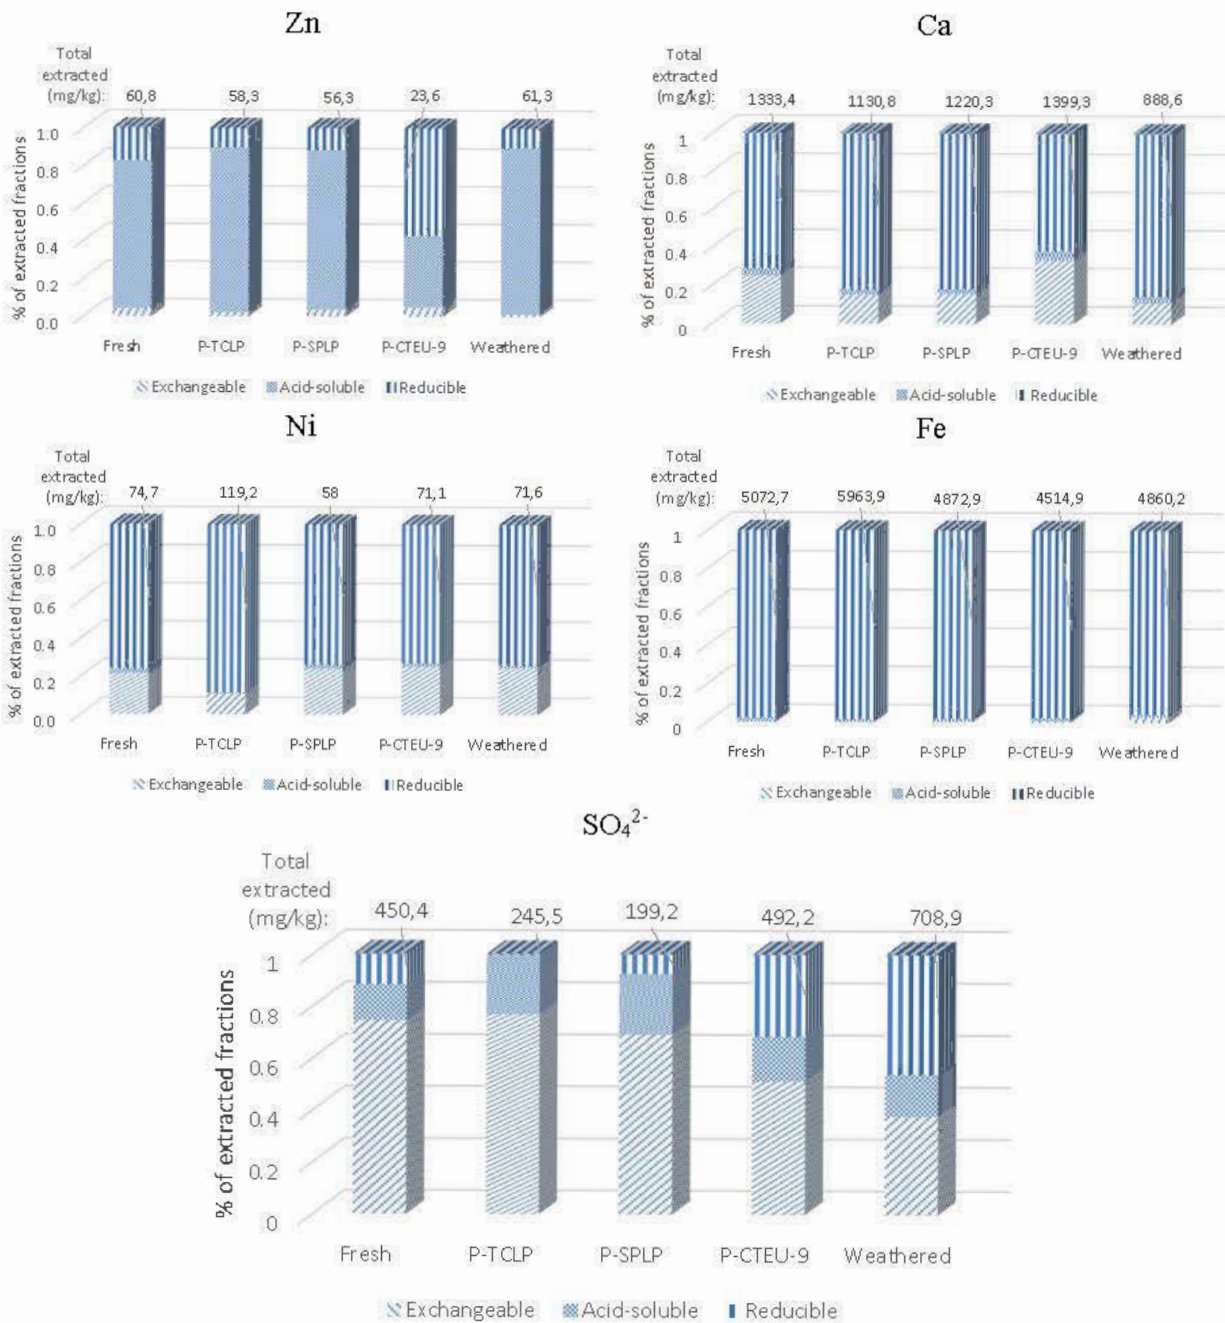 Zn
Total
extracted
(mg/kg):
60,8 58,3 56,3 23,6 61,3
% of extracted fractions
1.0
0.8
0.6
0.4
0.2
0.0
Fresh P-TCLP P-SPLP P-CTEU-9 Weathered
Exchangeable Acid-soluble Reducible
Ca
Total
extracted
(mg/kg):
1333,4 1130,8 1220,3 1399,3 888,6
% of extracted fractions
1
0.8
0.6
0.4
0.2
0
Fresh P-TCLP P-SPLP P-CTEU-9 Weathered
Exchangeable Acid-soluble Reducible
Ni
Total
extracted
(mg/kg):
74,7 119,2 58 71,1 71,6
% of extracted fractions
1.0
0.8
0.6
0.4
0.2
0.0
Fresh P-TCLP P-SPLP P-CTEU-9 Weathered
Exchangeable Acid-soluble Reducible
Fe
Total
extracted
(mg/kg):
5072,7 5963,9 4872,9 4514,9 4860,2
% of extracted fractions
1
0.8
0.6
0.4
0.2
0
Fresh P-TCLP P-SPLP P-CTEU-9 Weathered
Exchangeable Acid-soluble Reducible
SO₄²⁻
Total
extracted
(mg/kg):
450,4 245,5 199,2 492,2 708,9
% of extracted fractions
1
0.8
0.6
0.4
0.2
0
Fresh P-TCLP P-SPLP P-CTEU-9 Weathered
Exchangeable Acid-soluble Reducible